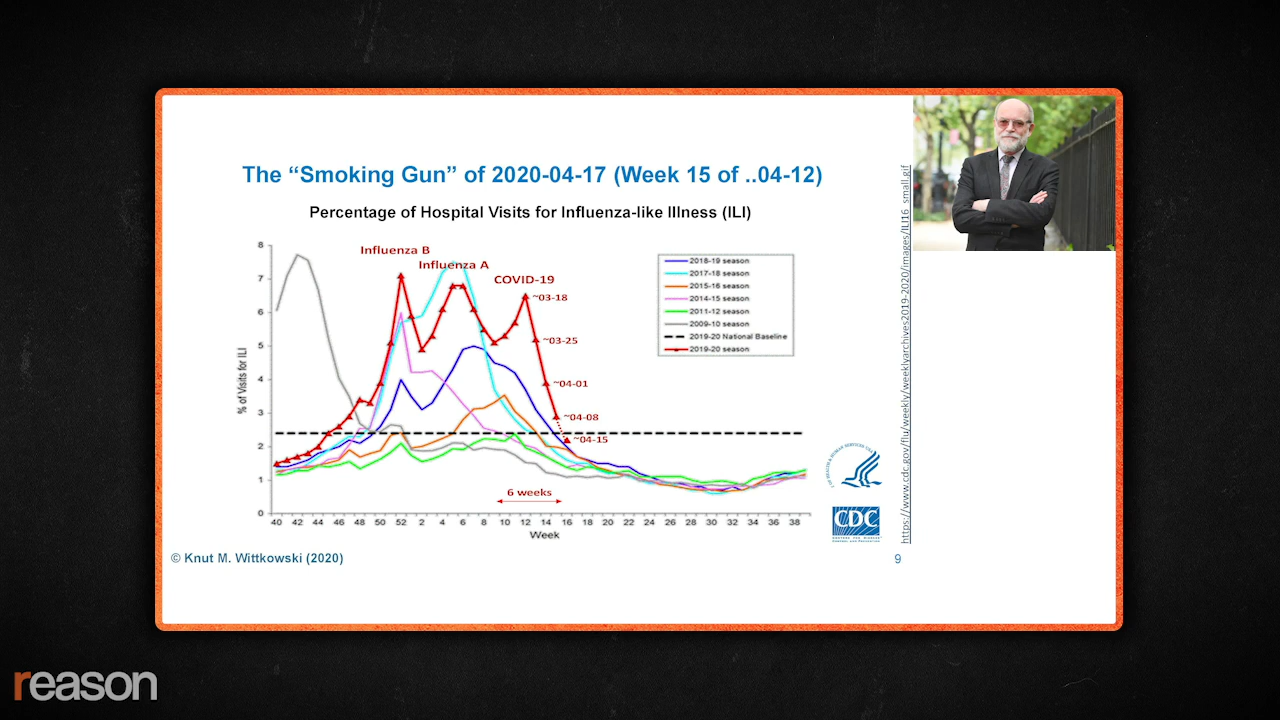 The “Smoking Gun” of 2020-04-17 (Week 15 of ..04-12)
Percentage of Hospital Visits for Influenza-like Illness (ILI)
% of Visits for ILI
8
7
6
5
4
3
2
1
0
Influenza B
Influenza A
COVID-19
~03-18
~03-25
~04-01
~04-08
~04-15
6 weeks
2018-19 season
2017-18 season
2015-16 season
2014-15 season
2011-12 season
2009-10 season
2019-20 National Baseline
2019-20 season
40 42 44 46 48 50 52 2 4 6 8 10 12 14 16 18 20 22 24 26 28 30 32 34 36 38
Week
CDC
https://www.cdc.gov/flu/weekly/weeklyarchives2019-2020/images/ILI16_small.gif
© Knut M. Wittkowski (2020)
9
reason